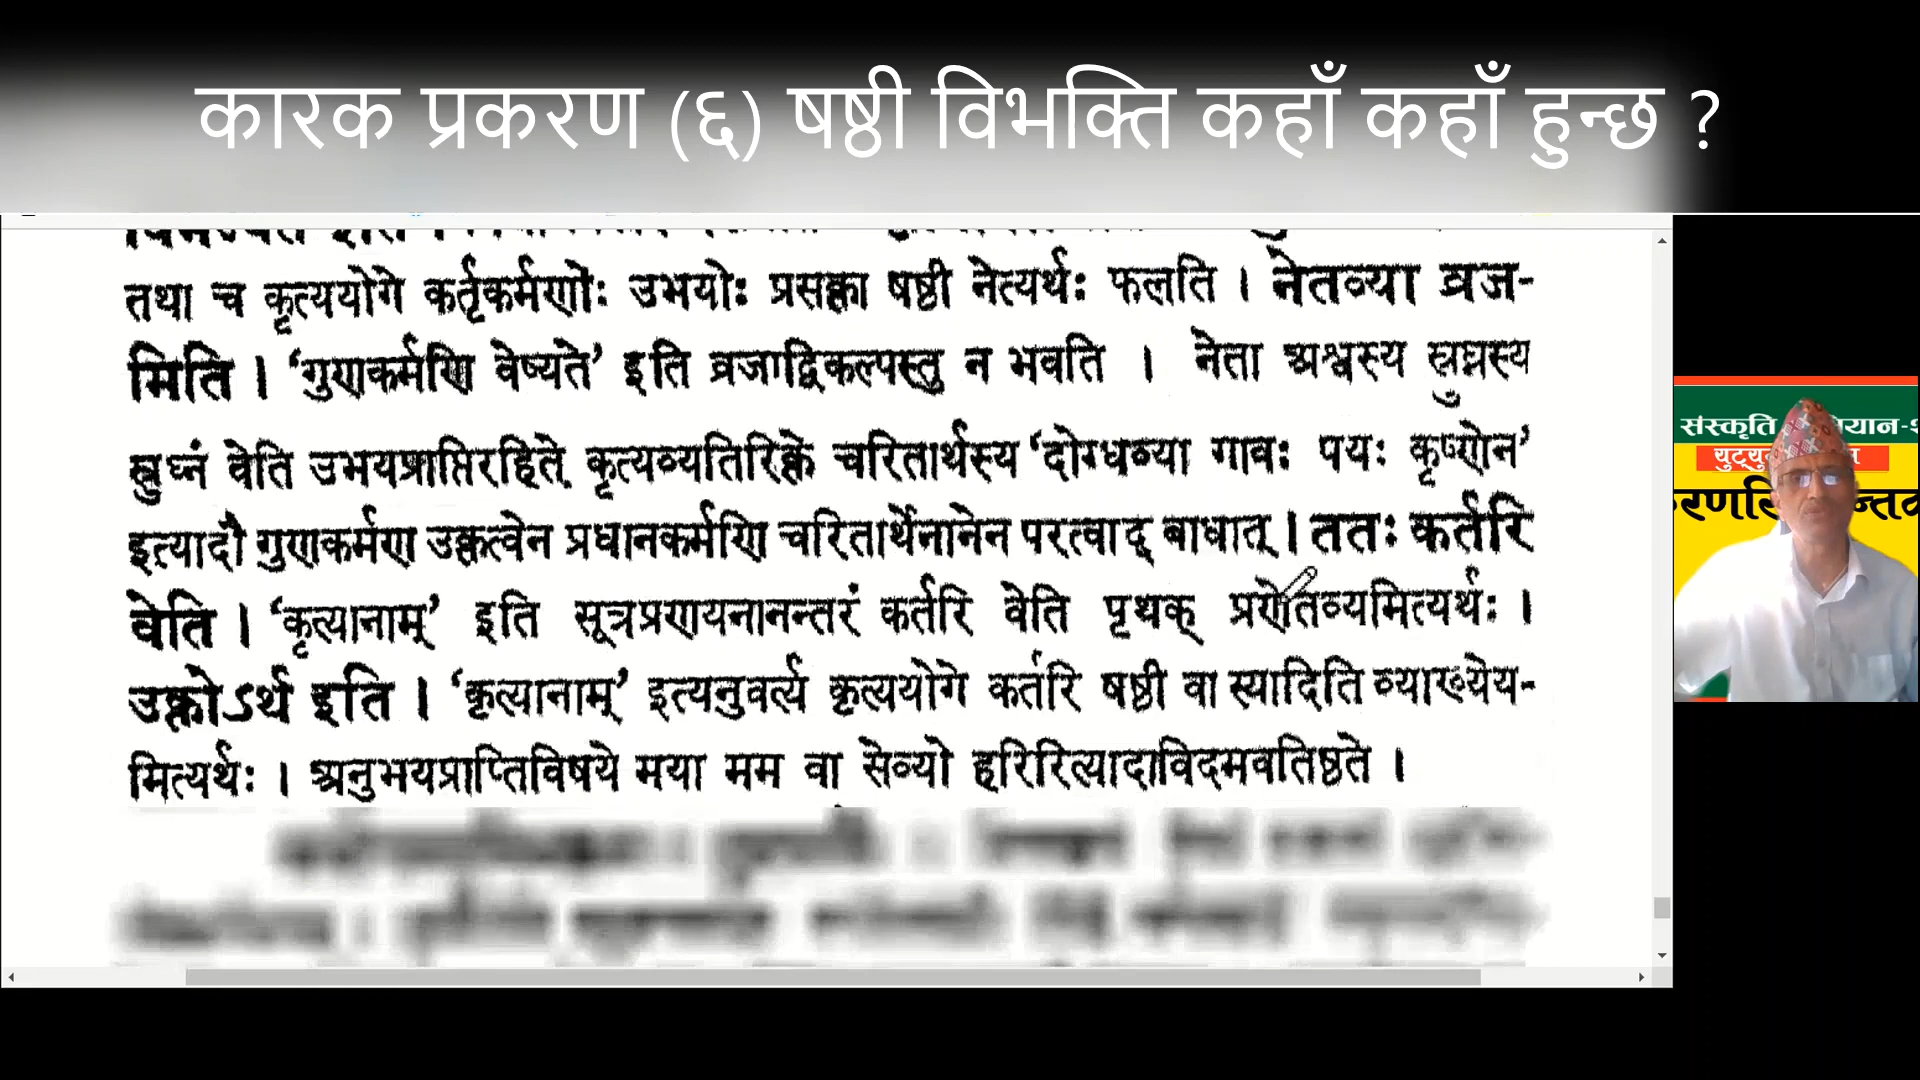 कारक प्रकरण (६) षष्ठी विभक्ति कहाँ कहाँ हुन्छ ?
तथा च कृत्ययोगे कर्तृकर्मणोः उभयोः प्रसक्ता षष्ठी नेत्यर्थः फलति । नेतव्या व्रज-
मिति । ‘गुणकर्मणि वेष्यते’ इति व्रजाद्विकल्पस्तु न भवति । नेता अश्वस्य स्रुघ्नस्य
स्रुघ्नं वेति उभयप्राप्तिरहिते कृत्यव्यतिरिक्ते चरितार्थस्य ‘दोग्धव्या गावः पयः कृष्णेन’
इत्यादौ गुणकर्मण उक्तत्वेन प्रधानकर्मणि चरितार्थेनानेन परत्वाद् बाधात् । ततः कर्तरि
वेति । ‘कृत्यानाम्’ इति सूत्रप्रणयनानन्तरं कर्तरि वेति पृथक् प्रणेतव्यमित्यर्थः ।
उक्तोऽर्थ इति । ‘कृत्यानाम्’ इत्यनुवर्त्य कृत्ययोगे कर्तरि षष्ठी वा स्यादिति व्याख्येय-
मित्यर्थः । अनुभयप्राप्तिविषये मया मम वा सेव्यो हरिरित्यादाविदमवतिष्ठते ।
संस्कृति